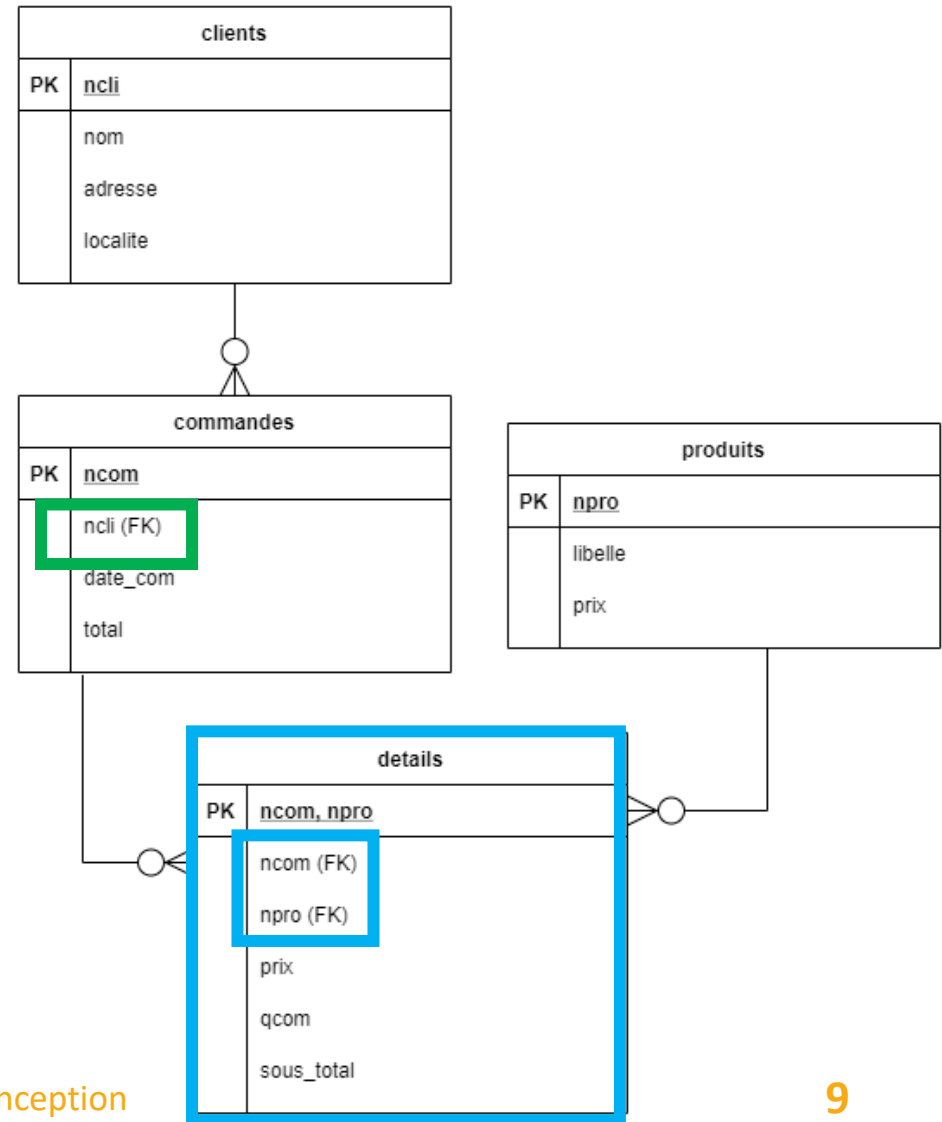 clients
PK ncli
nom
adresse
localite
commandes
PK ncom
ncli (FK)
date_com
total
produits
PK npro
libelle
prix
details
PK ncom, npro
ncom (FK)
npro (FK)
prix
qcom
sous_total
nception
9